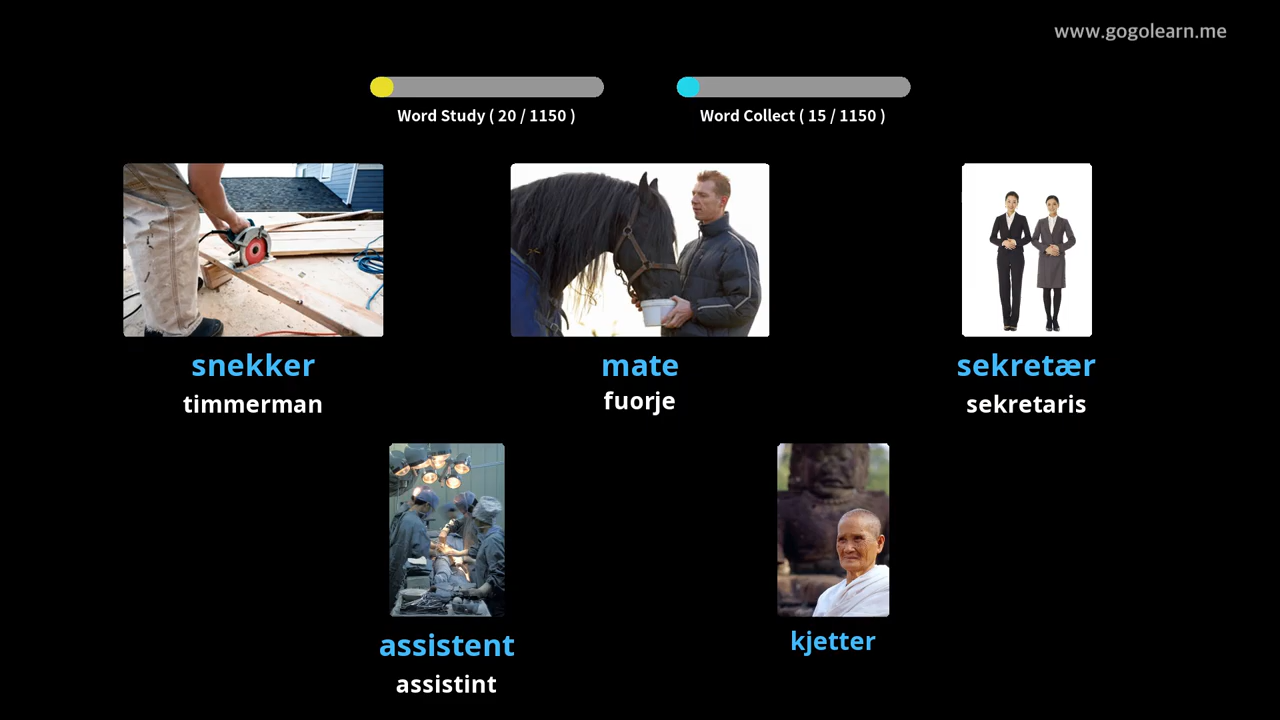 www.gogolearn.me
Word Study ( 20 / 1150 )
Word Collect ( 15 / 1150 )
snekker
timmerman
mate
fuorje
sekretær
sekretaris
assistent
assistint
kjetter